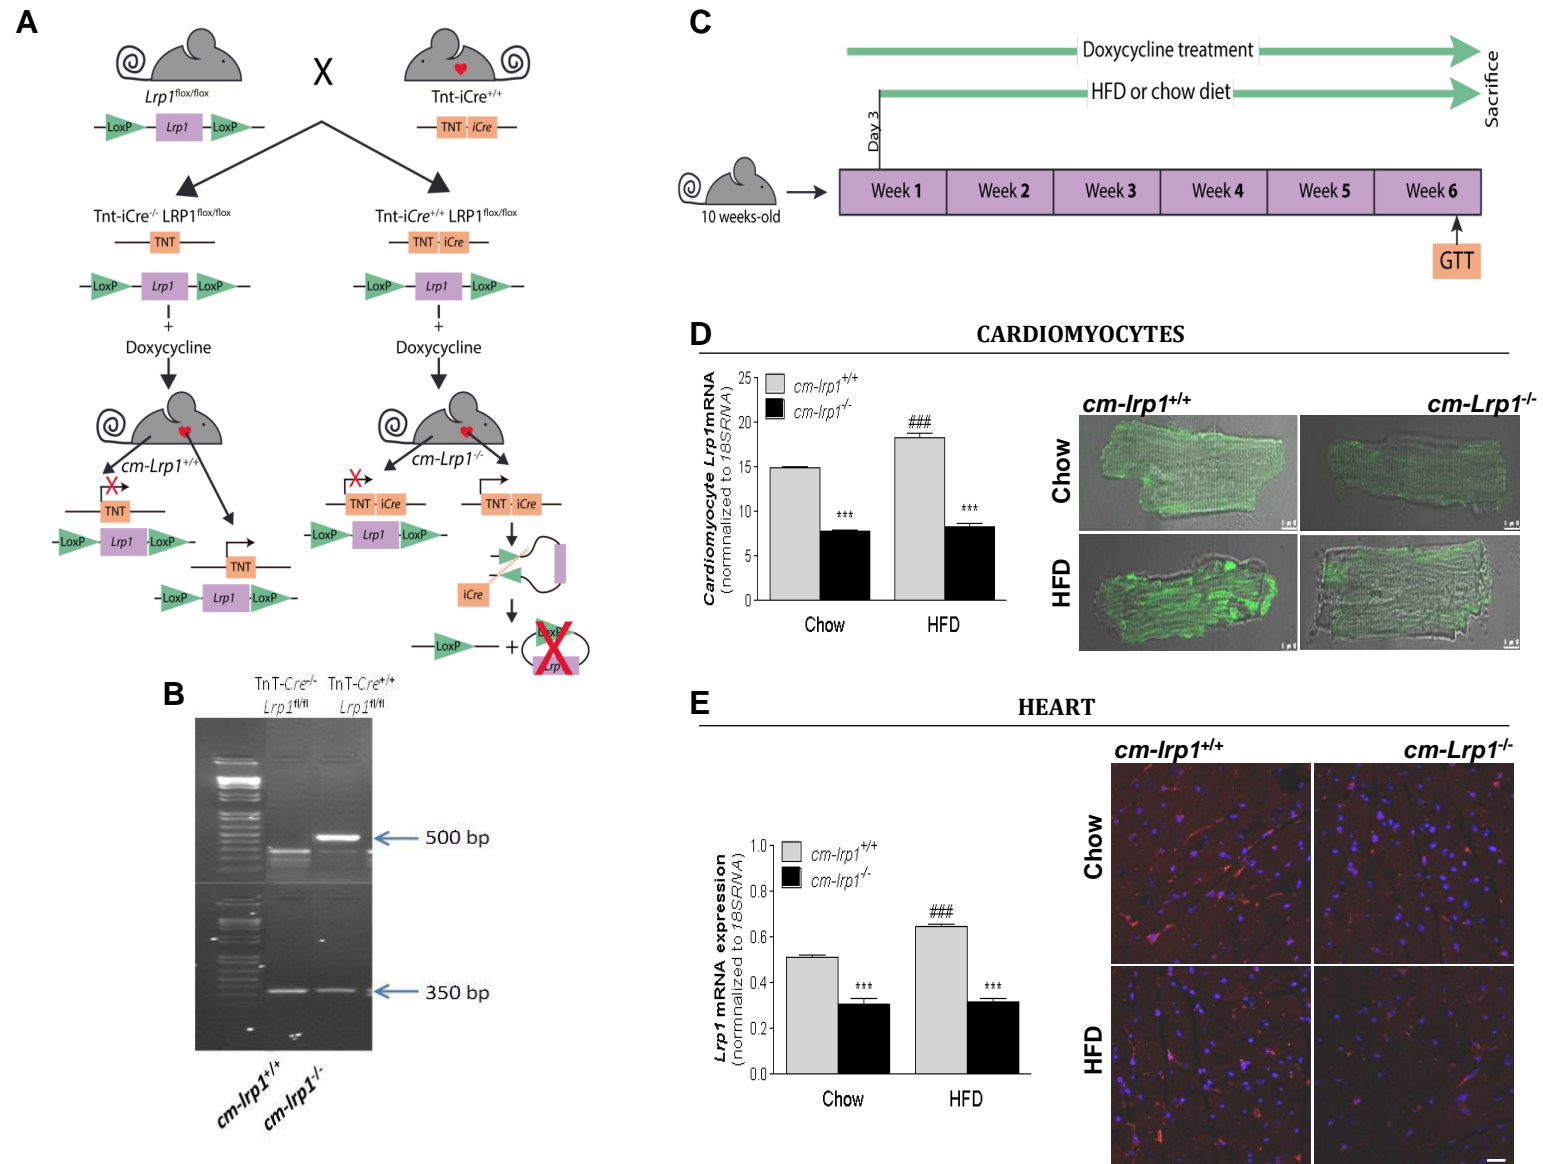 A
X
Lrp1flox/flox
Tnt-iCre+/+
LoxP Lrp1 LoxP
TNT iCre
Tnt-iCre-/- LRP1flox/flox
Tnt-iCre+/+ LRP1flox/flox
TNT
TNT iCre
LoxP Lrp1 LoxP
LoxP Lrp1 LoxP
+
+
Doxycycline
Doxycycline
cm-Lrp1+/+
cm-Lrp1-/-
X
TNT
LoxP Lrp1 LoxP
TNT
LoxP Lrp1 LoxP
X
TNT iCre
LoxP Lrp1 LoxP
TNT iCre
iCre
LoxP
+
LoxP
Lrp1
B
TnT-Cre-/-
Lrp1fl/fl
TnT-Cre+/+
Lrp1fl/fl
500 bp
350 bp
cm-lrp1+/+
cm-lrp1-/-
C
Doxycycline treatment
HFD or chow diet
Sacrifice
Day 3
10 weeks-old
Week 1 Week 2 Week 3 Week 4 Week 5 Week 6
GTT
D
CARDIOMYOCYTES
Cardiomyocyte Lrp1mRNA
(normnalized to 18SRNA)
25
20
15
10
5
0
cm-lrp1+/+
cm-lrp1-/-
###
***
***
Chow HFD
cm-lrp1+/+
cm-Lrp1-/-
Chow
HFD
E
HEART
Lrp1 mRNA expression
(normnalized to 18SRNA)
1.0
0.8
0.6
0.4
0.2
0.0
cm-lrp1+/+
cm-lrp1-/-
###
***
***
Chow HFD
cm-lrp1+/+
cm-Lrp1-/-
Chow
HFD